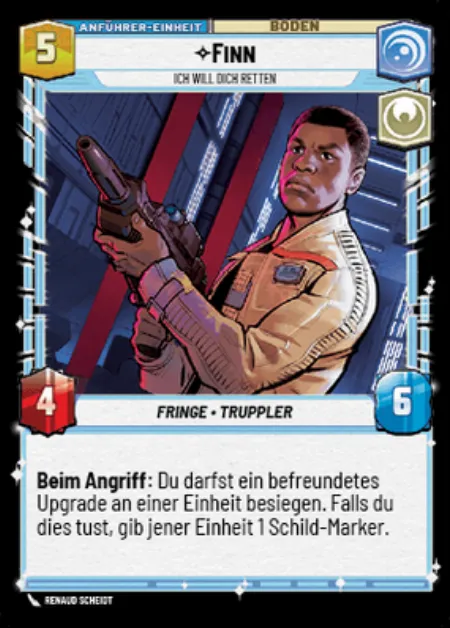 5
ANFÜHRER-EINHEIT
BODEN
✧FINN
ICH WILL DICH RETTEN
4
FRINGE • TRUPPLER
6
Beim Angriff: Du darfst ein befreundetes
Upgrade an einer Einheit besiegen. Falls du
dies tust, gib jener Einheit 1 Schild-Marker.
RENAUD SCHEIDT